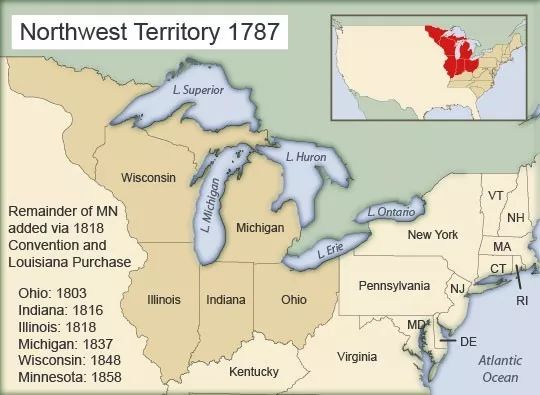 Northwest Territory 1787
L. Superior
L. Huron
L. Michigan
L. Ontario
L. Erie
Wisconsin
Michigan
Remainder of MN
added via 1818
Convention and
Louisiana Purchase
Ohio: 1803
Indiana: 1816
Illinois: 1818
Michigan: 1837
Wisconsin: 1848
Minnesota: 1858
Illinois
Indiana
Ohio
Kentucky
Virginia
Pennsylvania
New York
VT
NH
MA
CT
RI
NJ
MD
DE
Atlantic
Ocean